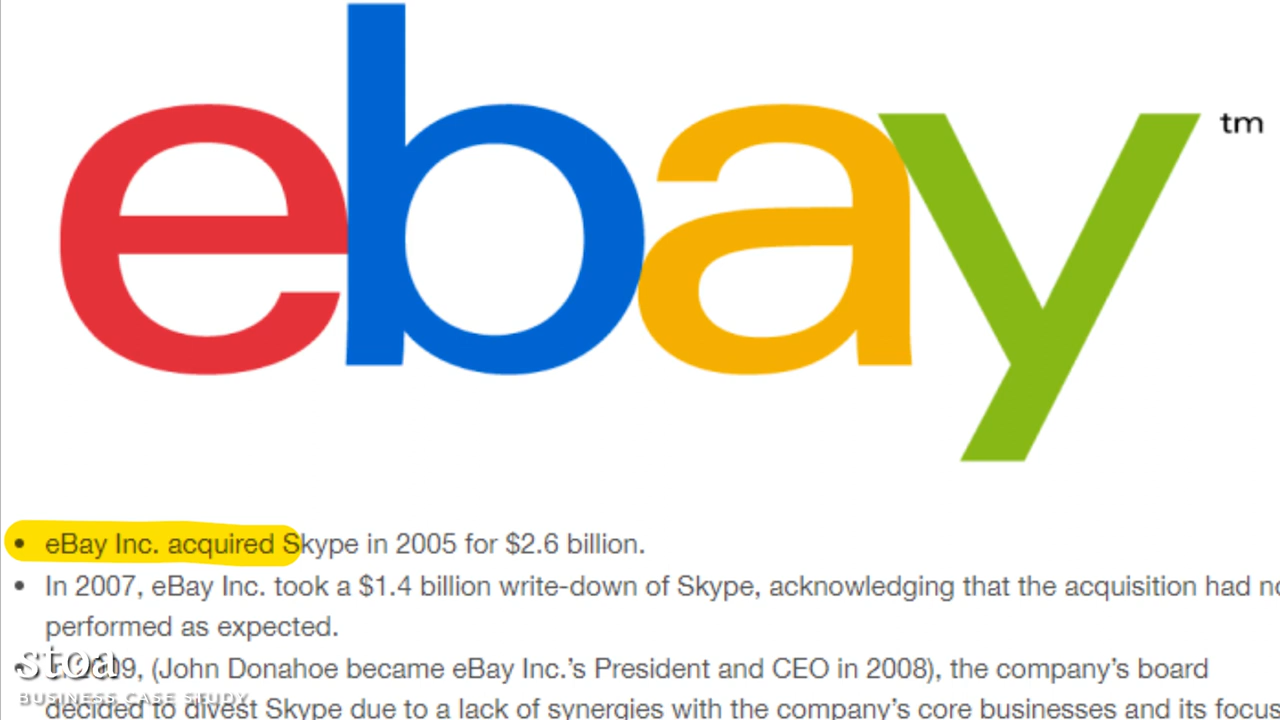 ebay tm
• eBay Inc. acquired Skype in 2005 for $2.6 billion.
• In 2007, eBay Inc. took a $1.4 billion write-down of Skype, acknowledging that the acquisition had
performed as expected.
stoa
(John Donahoe became eBay Inc.’s President and CEO in 2008), the company’s board
BUSINESS CASE STUDY
decided to divest Skype due to a lack of synergies with the company’s core businesses and its focus